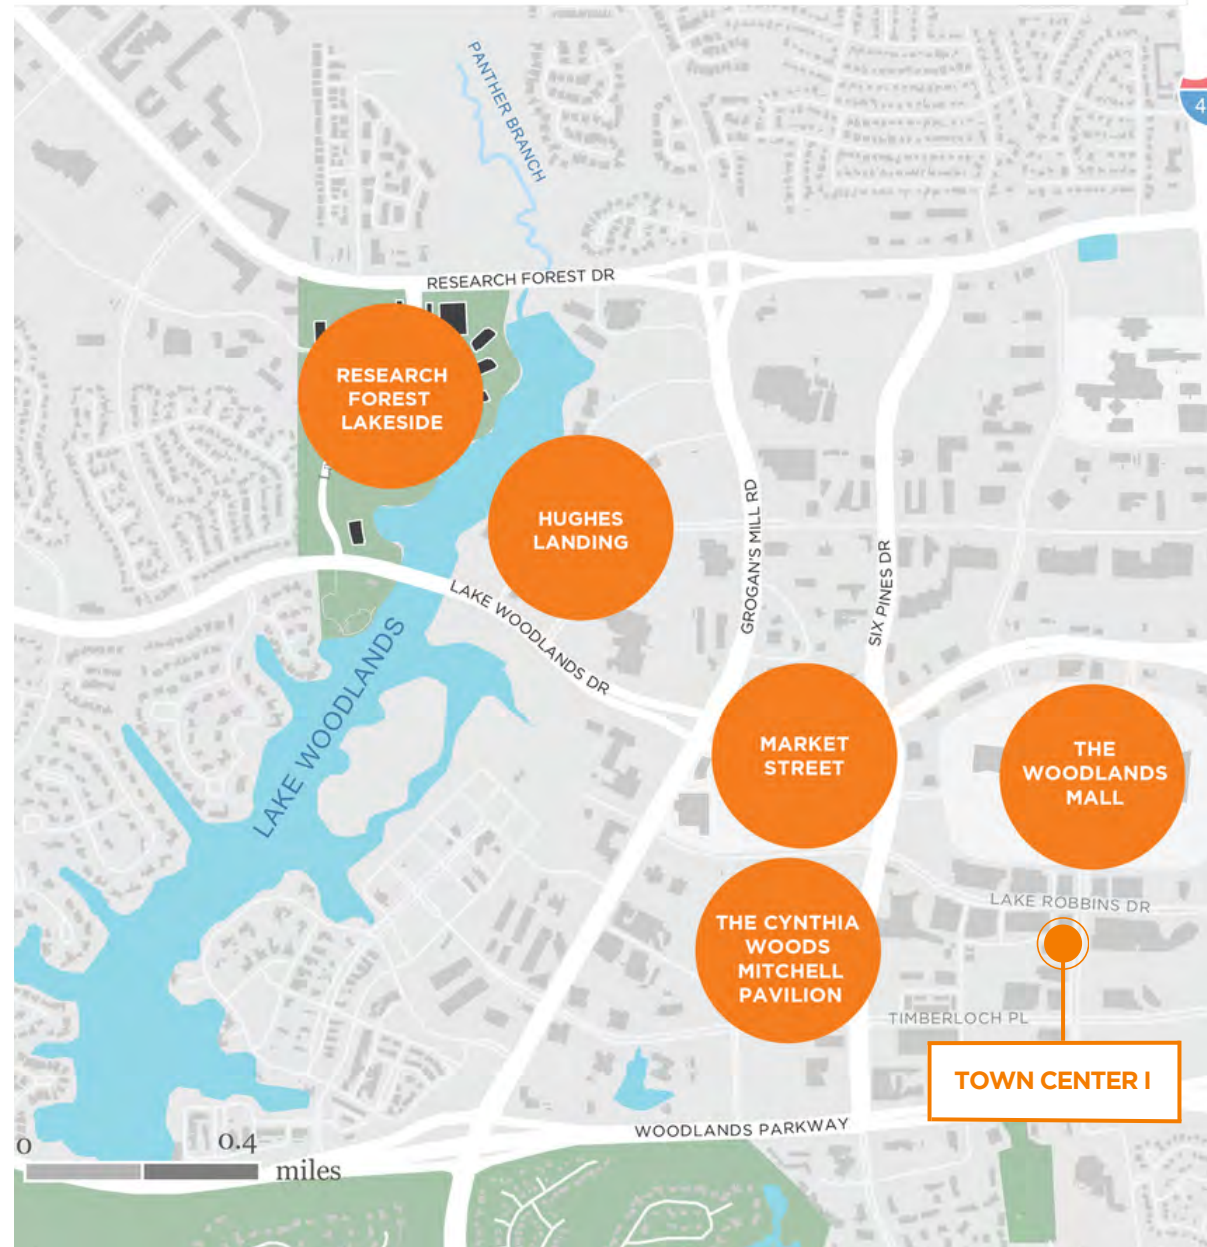 PANTHER BRANCH
4
RESEARCH FOREST DR
RESEARCH
FOREST
LAKESIDE
HUGHES
LANDING
GROGAN'S MILL RD
SIX PINES DR
LAKE WOODLANDS DR
LAKE WOODLANDS
MARKET
STREET
THE
WOODLANDS
MALL
LAKE ROBBINS DR
THE CYNTHIA
WOODS
MITCHELL
PAVILION
TIMBERLOCH PL
TOWN CENTER I
WOODLANDS PARKWAY
0 0.4
miles